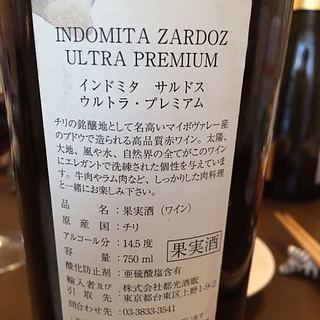 INDOMITA ZARDOZ
ULTRA PREMIUM
インドミタ　サルドス
ウルトラ・プレミアム
チリの銘醸地として名高いマイポヴァレー産
のブドウで造られる高品質赤ワイン。太陽、
大地、風や水、自然界の全てがこのワイン
にエレガントで洗練された個性を与えていま
す。牛肉やラム肉など、しっかりした肉料理
と一緒にお楽しみ下さい。
品　名：果実酒（ワイン）
原産国：チリ
アルコール分：14.5度
容　量：750ml
果実酒
酸化防止剤：亜硫酸塩含有
輸入者及び：株式会社都光酒販
引取先：東京都台東区上野1-9-2
問合わせ先：03-3833-3541